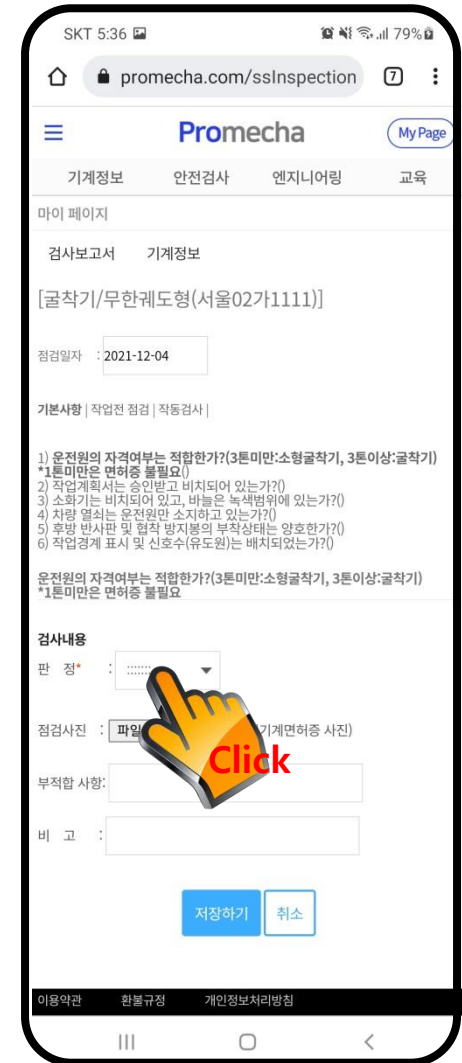 SKT 5:36 79%
promecha.com/ssInspection 7
Promecha My Page
기계정보 안전검사 엔지니어링 교육
마이 페이지
검사보고서 기계정보
[굴착기/무한궤도형(서울02가1111)]
점검일자 : 2021-12-04
기본사항 | 작업전 점검 | 작동검사 |
1) 운전원의 자격여부는 적합한가?(3톤미만:소형굴착기, 3톤이상:굴착기)
*1톤미만은 면허증 불필요()
2) 작업계획서는 승인받고 비치되어 있는가?()
3) 소화기는 비치되어 있고, 바늘은 녹색범위에 있는가?()
4) 차량 열쇠는 운전원만 소지하고 있는가?()
5) 후방 반사판 및 협착 방지봉의 부착상태는 양호한가?()
6) 작업경계 표시 및 신호수(유도원)는 배치되었는가?()
운전원의 자격여부는 적합한가?(3톤미만:소형굴착기, 3톤이상:굴착기)
*1톤미만은 면허증 불필요
검사내용
판 정* : :::::::
점검사진 : 파일 기계면허증 사진)
Click
부적합 사항:
비 고 :
저장하기 취소
이용약관 환불규정 개인정보처리방침